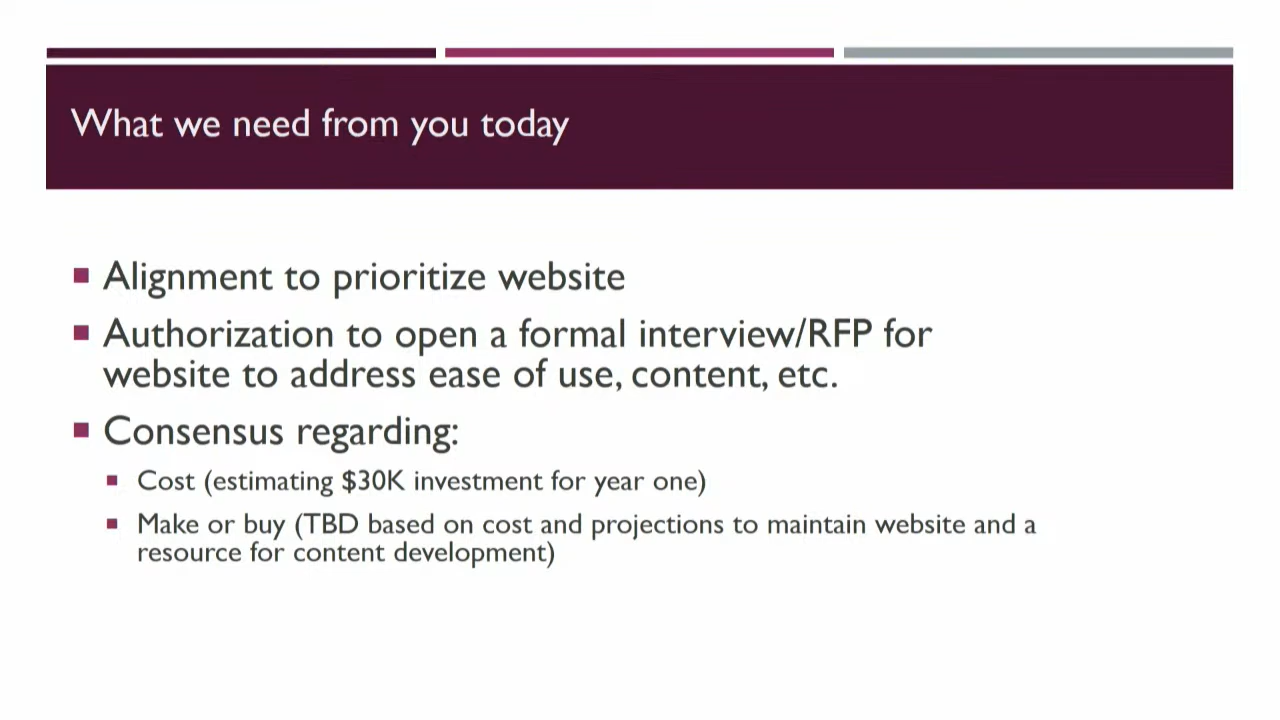 What we need from you today
Alignment to prioritize website
Authorization to open a formal interview/RFP for
website to address ease of use, content, etc.
Consensus regarding:
Cost (estimating $30K investment for year one)
Make or buy (TBD based on cost and projections to maintain website and a
resource for content development)